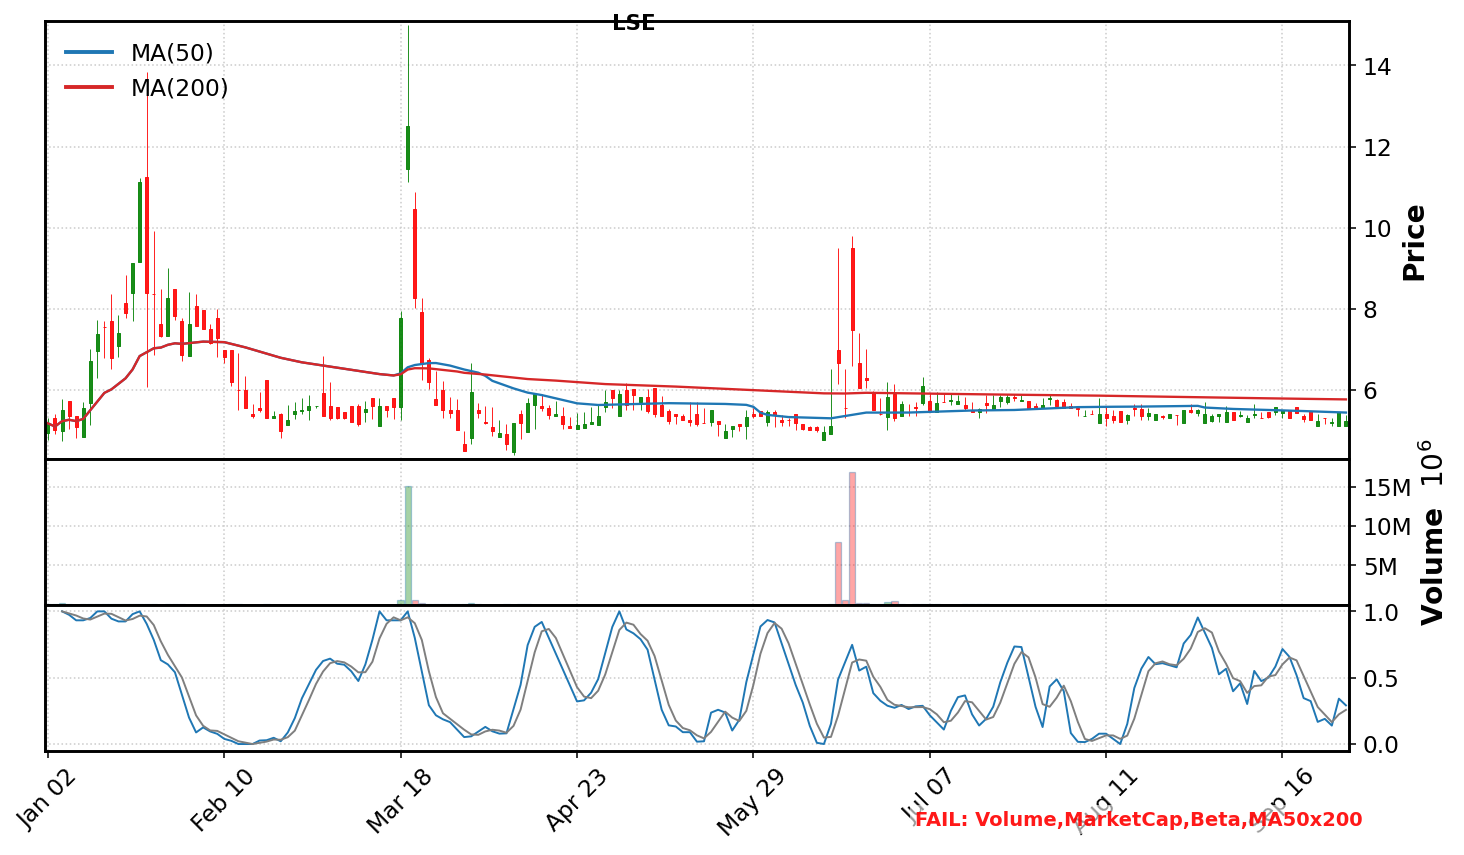 LSE
MA(50)
MA(200)
14
12
10
8
6
Price
15M
10M
5M
Volume 10^6
1.0
0.5
0.0
Jan 02
Feb 10
Mar 18
Apr 23
May 29
Jul 07
Aug 11
Sep 16
FAIL: Volume,MarketCap,Beta,MA50x200